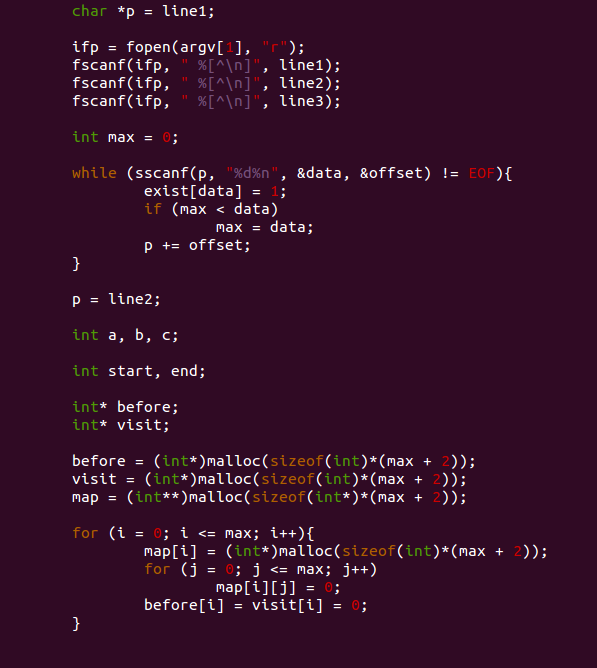 char *p = line1;

ifp = fopen(argv[1], "r");
fscanf(ifp, " %[^\n]", line1);
fscanf(ifp, " %[^\n]", line2);
fscanf(ifp, " %[^\n]", line3);

int max = 0;

while (sscanf(p, "%d%n", &data, &offset) != EOF){
        exist[data] = 1;
        if (max < data)
                max = data;
        p += offset;
}

p = line2;

int a, b, c;

int start, end;

int* before;
int* visit;

before = (int*)malloc(sizeof(int)*(max + 2));
visit = (int*)malloc(sizeof(int)*(max + 2));
map = (int**)malloc(sizeof(int*)*(max + 2));

for (i = 0; i <= max; i++){
        map[i] = (int*)malloc(sizeof(int)*(max + 2));
        for (j = 0; j <= max; j++)
                map[i][j] = 0;
        before[i] = visit[i] = 0;
}